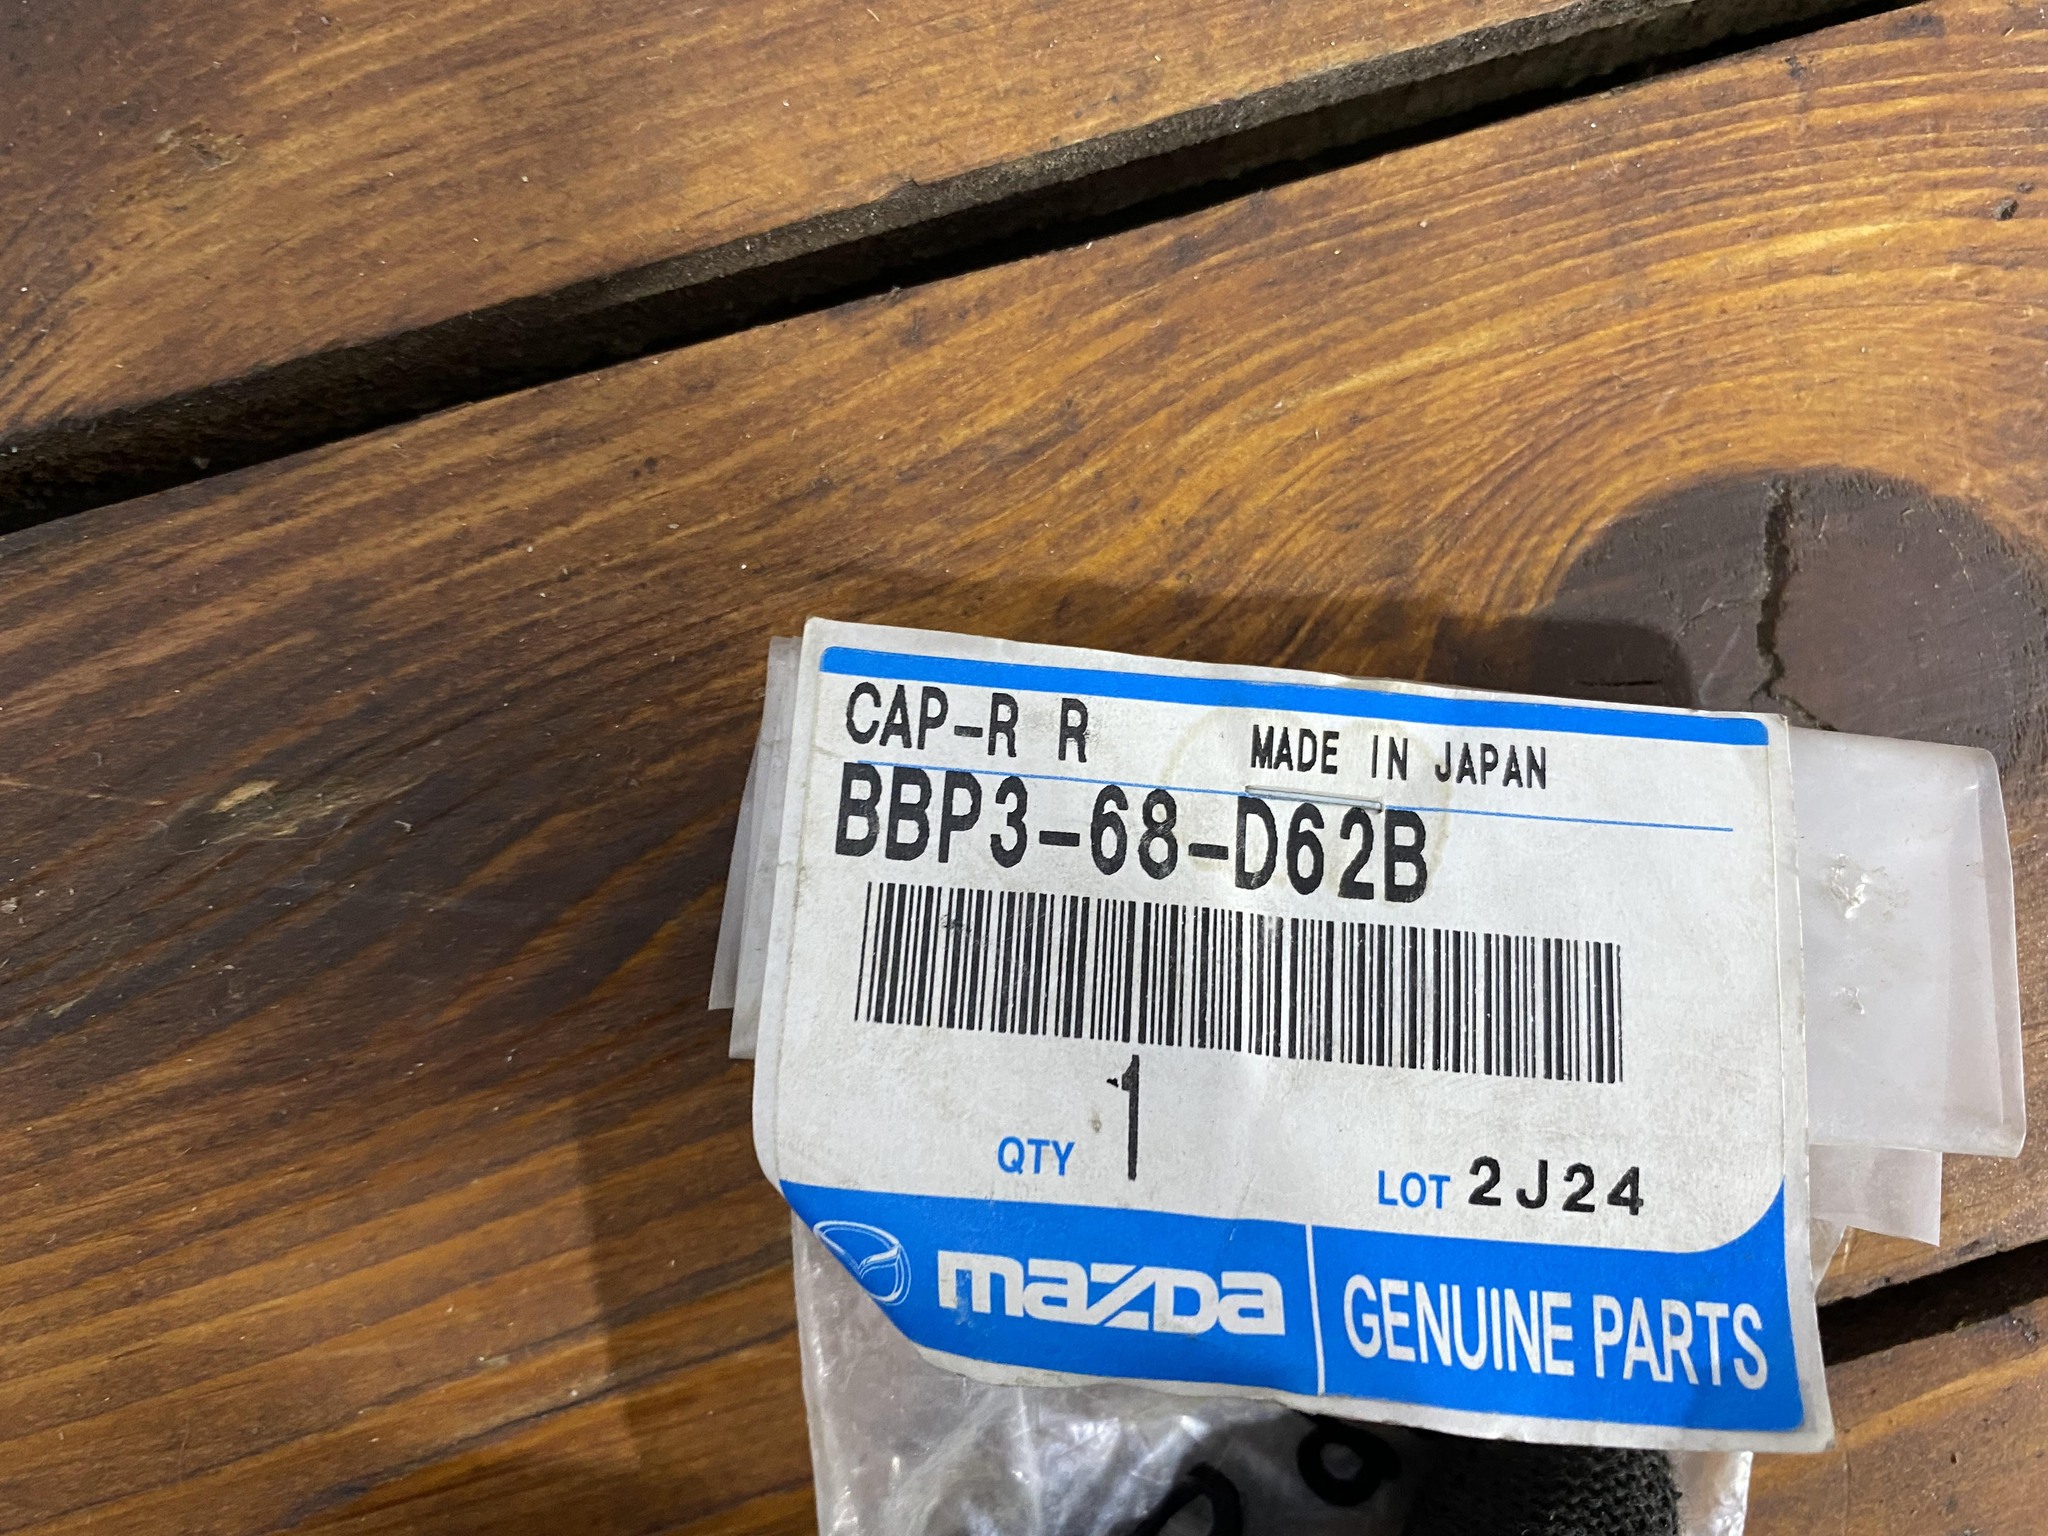 CAP-R R
MADE IN JAPAN
BBP3-68-D62B
QTY 1
LOT 2J24
mazda
GENUINE PARTS